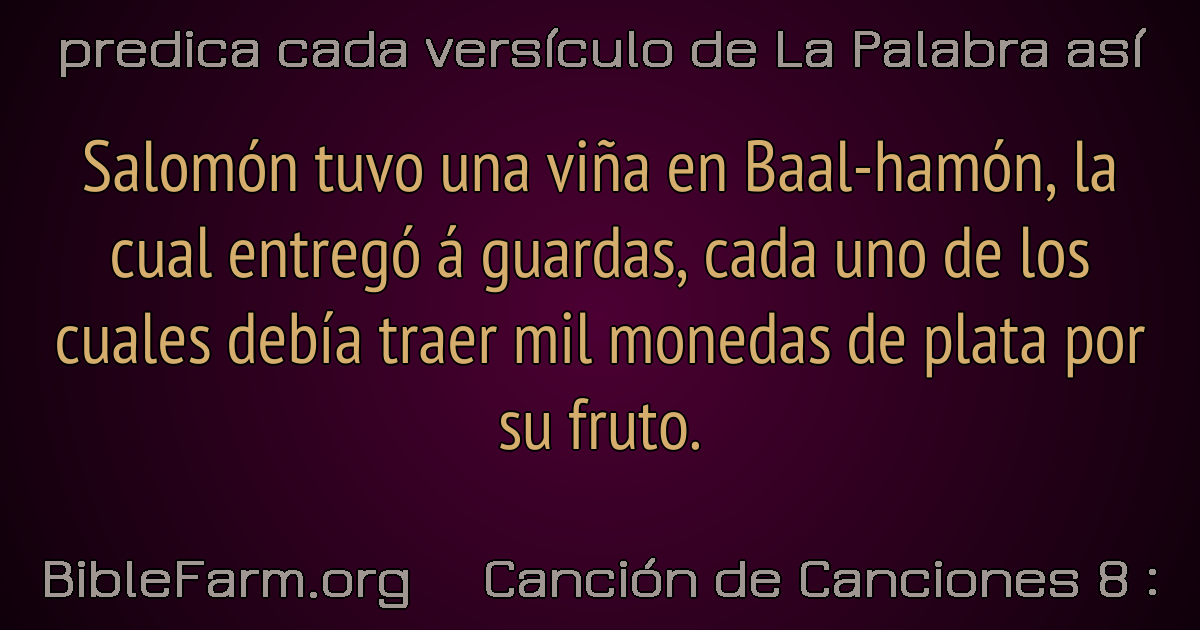 predica cada versículo de La Palabra así
Salomón tuvo una viña en Baal-hamón, la
cual entregó á guardas, cada uno de los
cuales debía traer mil monedas de plata por
su fruto.
BibleFarm.org Canción de Canciones 8 :